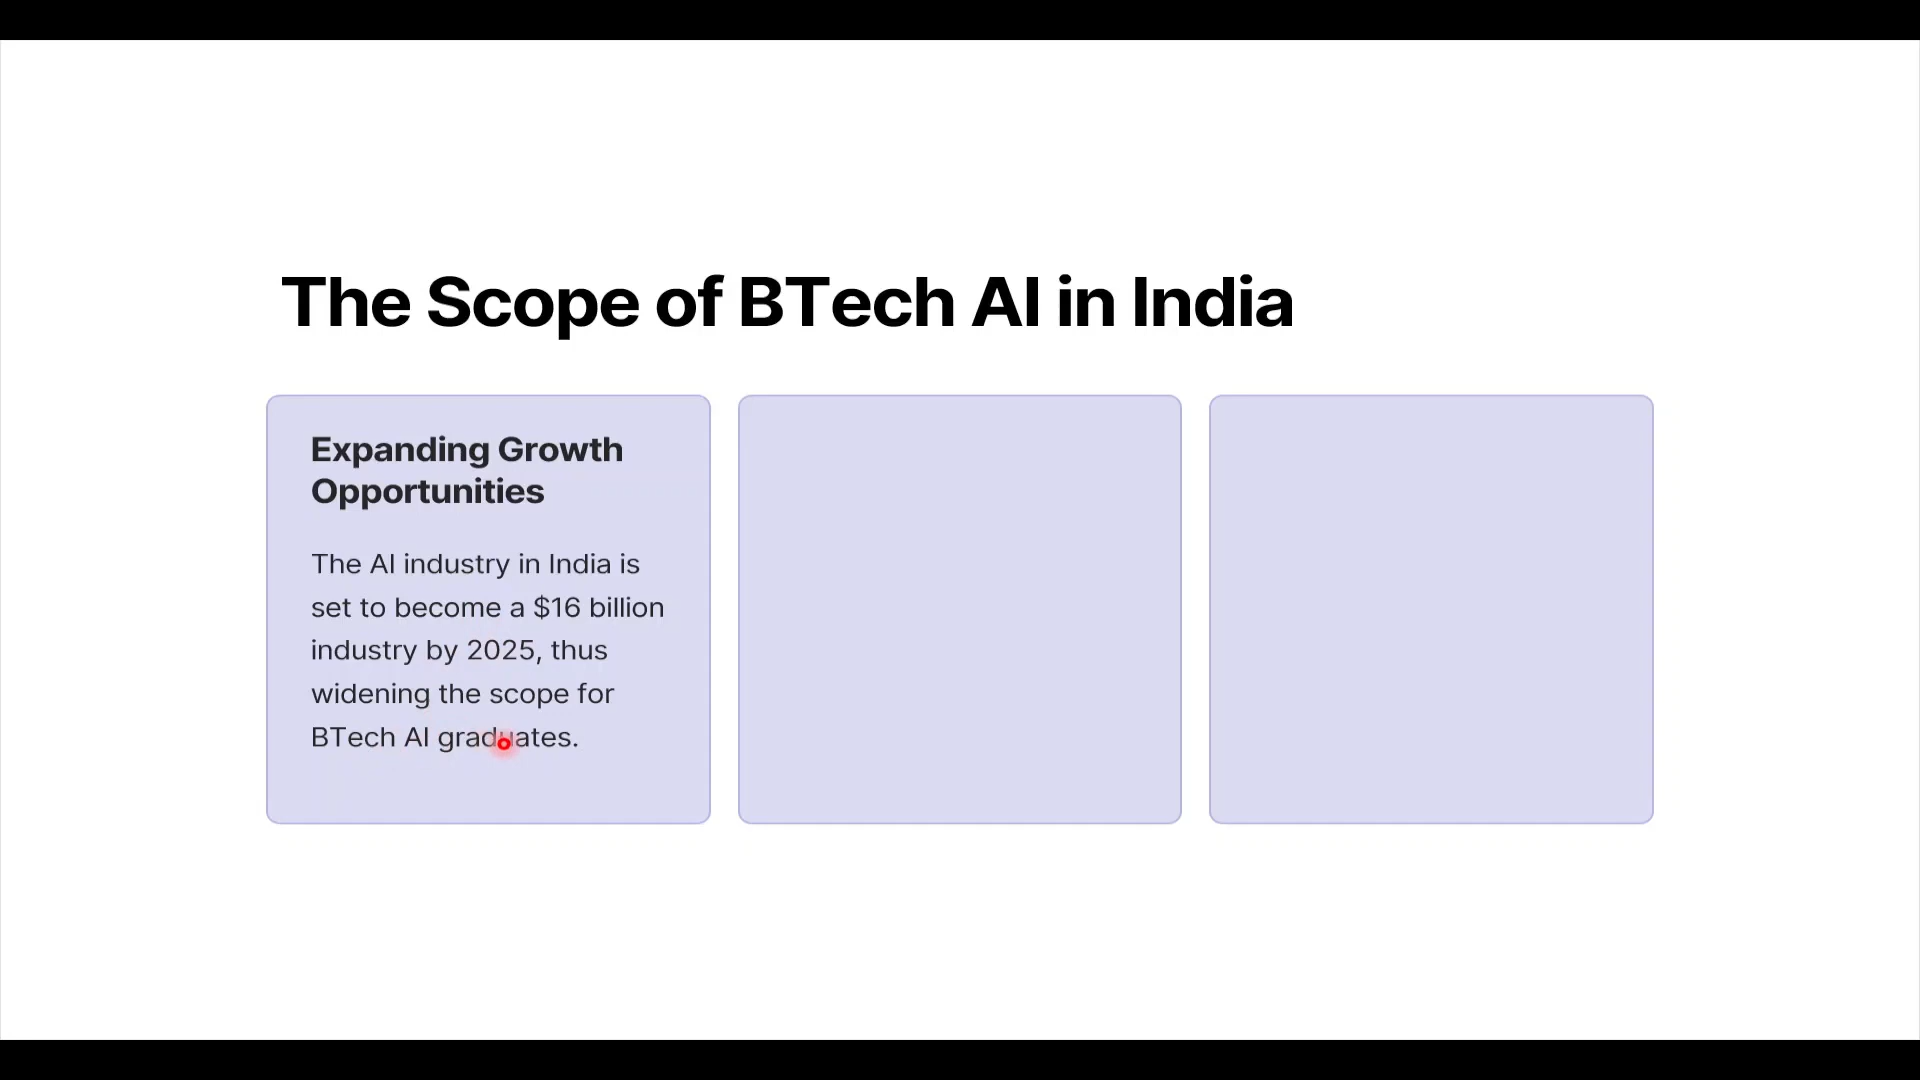 The Scope of BTech AI in India
Expanding Growth
Opportunities
The AI industry in India is
set to become a $16 billion
industry by 2025, thus
widening the scope for
BTech AI graduates.